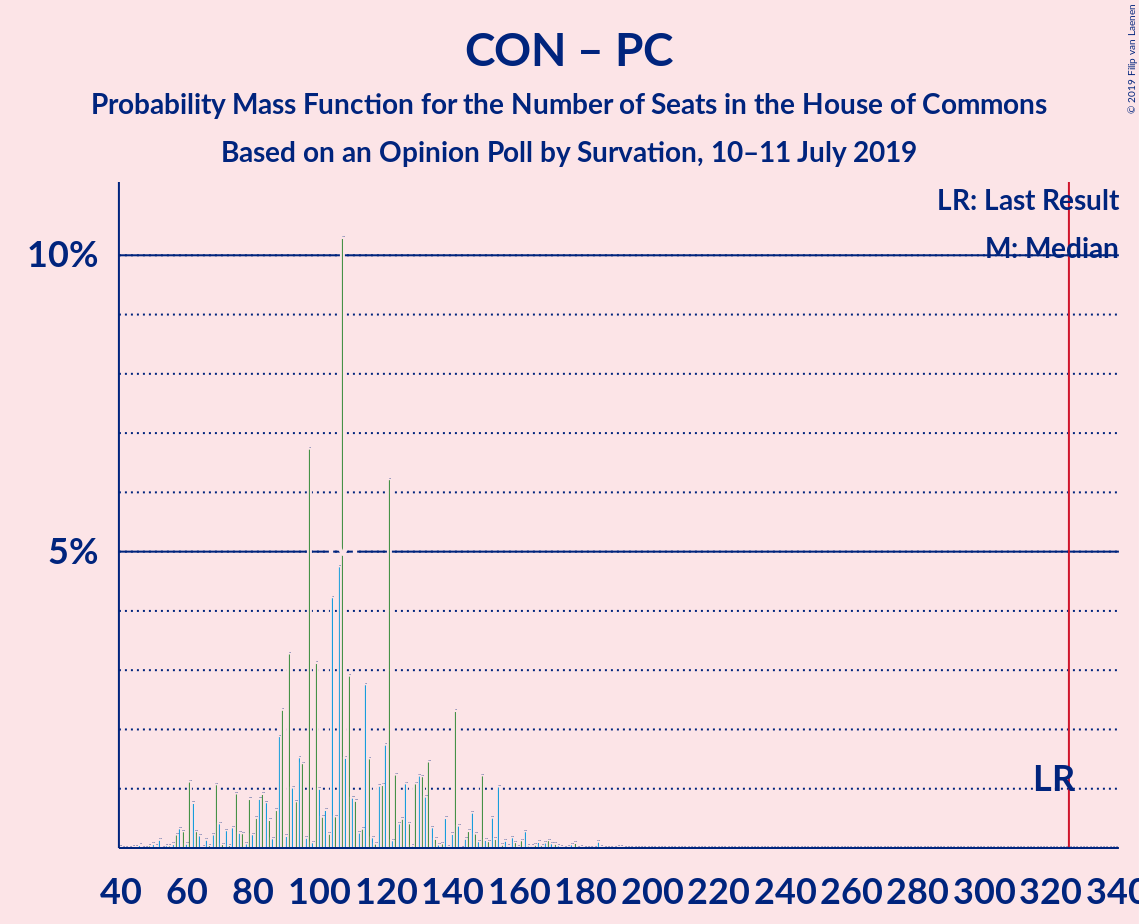 CON – PC
Probability Mass Function for the Number of Seats in the House of Commons
Based on an Opinion Poll by Survation, 10–11 July 2019
© 2019 Filip van Laenen
LR: Last Result
M: Median
10%
5%
LR
40 60 80 100 120 140 160 180 200 220 240 260 280 300 320 340